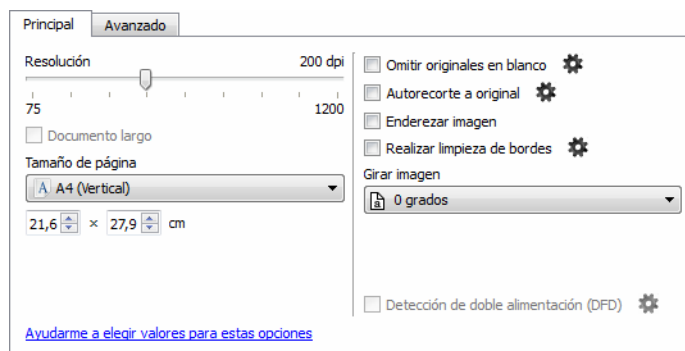 Principal Avanzado
Resolución 200 dpi
75 1200
Documento largo
Tamaño de página
A A4 (Vertical)
21,6 × 27,9 cm
Ayudarme a elegir valores para estas opciones
Omitir originales en blanco
Autorecorte a original
Enderezar imagen
Realizar limpieza de bordes
Girar imagen
a 0 grados
Detección de doble alimentación (DFD)